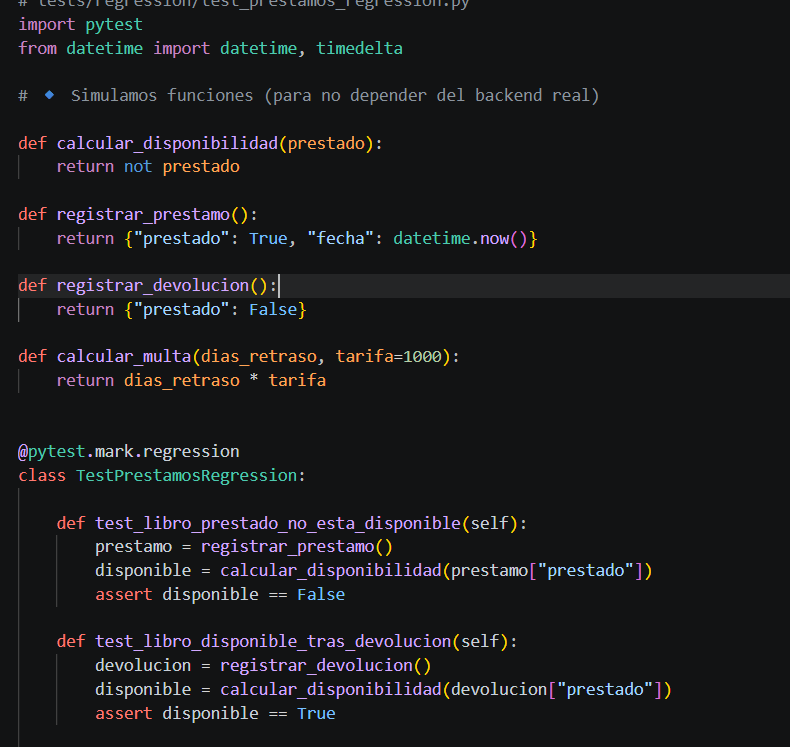 # tests/regression/test_prestamos_regression.py
import pytest
from datetime import datetime, timedelta
# 🔹 Simulamos funciones (para no depender del backend real)
def calcular_disponibilidad(prestado):
    return not prestado
def registrar_prestamo():
    return {"prestado": True, "fecha": datetime.now()}
def registrar_devolucion():
    return {"prestado": False}
def calcular_multa(dias_retraso, tarifa=1000):
    return dias_retraso * tarifa
@pytest.mark.regression
class TestPrestamosRegression:
    def test_libro_prestado_no_esta_disponible(self):
        prestamo = registrar_prestamo()
        disponible = calcular_disponibilidad(prestamo["prestado"])
        assert disponible == False
    def test_libro_disponible_tras_devolucion(self):
        devolucion = registrar_devolucion()
        disponible = calcular_disponibilidad(devolucion["prestado"])
        assert disponible == True